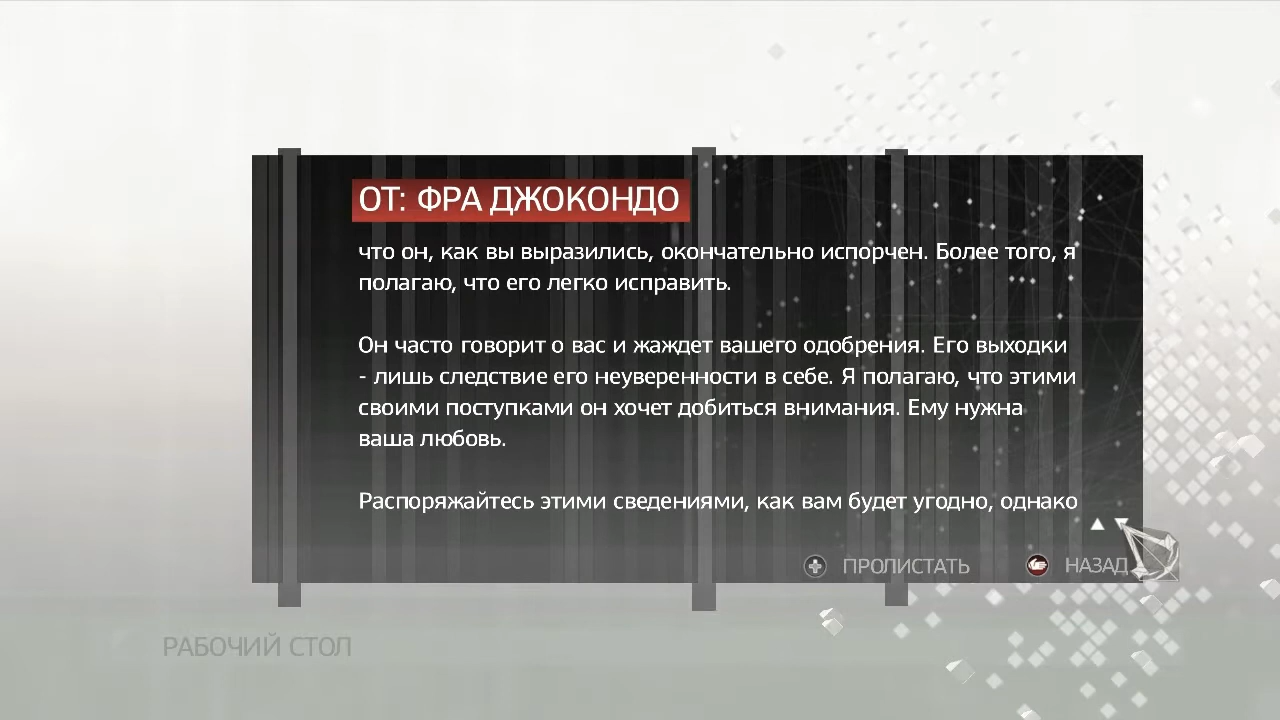 ОТ: ФРА ДЖОКОНДО
что он, как вы выразились, окончательно испорчен. Более того, я
полагаю, что его легко исправить.
Он часто говорит о вас и жаждет вашего одобрения. Его выходки
- лишь следствие его неуверенности в себе. Я полагаю, что этими
своими поступками он хочет добиться внимания. Ему нужна
ваша любовь.
Распоряжайтесь этими сведениями, как вам будет угодно, однако
ПРОЛИСТАТЬ НАЗАД
РАБОЧИЙ СТОЛ